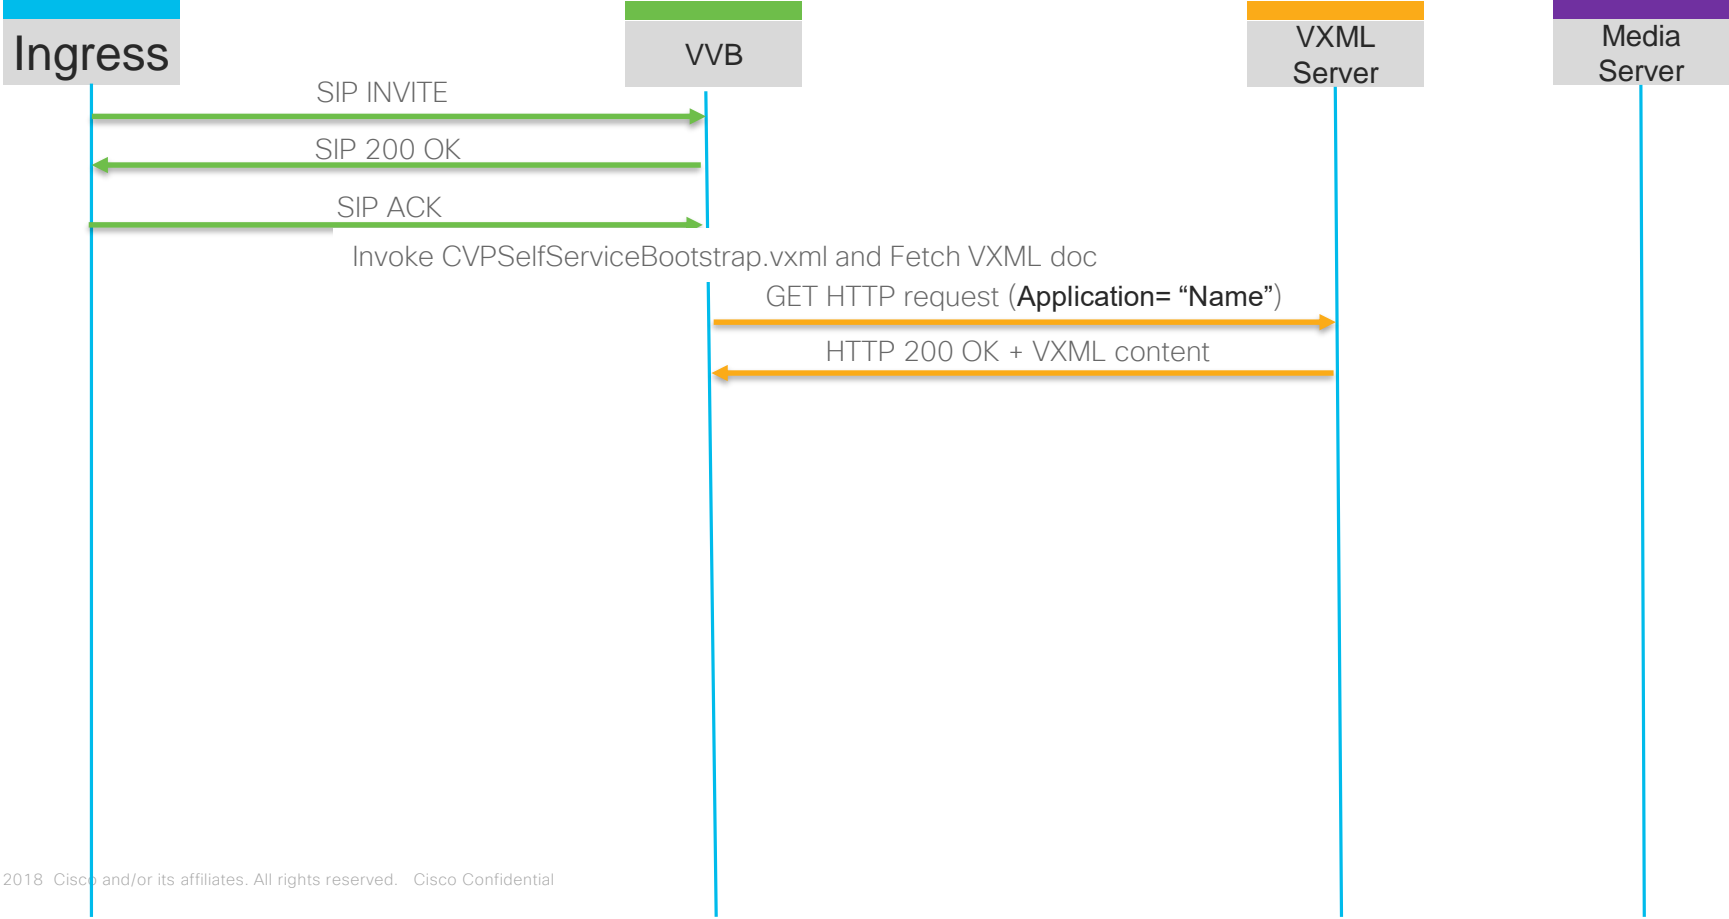 Ingress
VVB
VXML
Server
Media
Server
SIP INVITE
SIP 200 OK
SIP ACK
Invoke CVPSelfServiceBootstrap.vxml and Fetch VXML doc
GET HTTP request (Application= “Name”)
HTTP 200 OK + VXML content
2018 Cisco and/or its affiliates. All rights reserved. Cisco Confidential